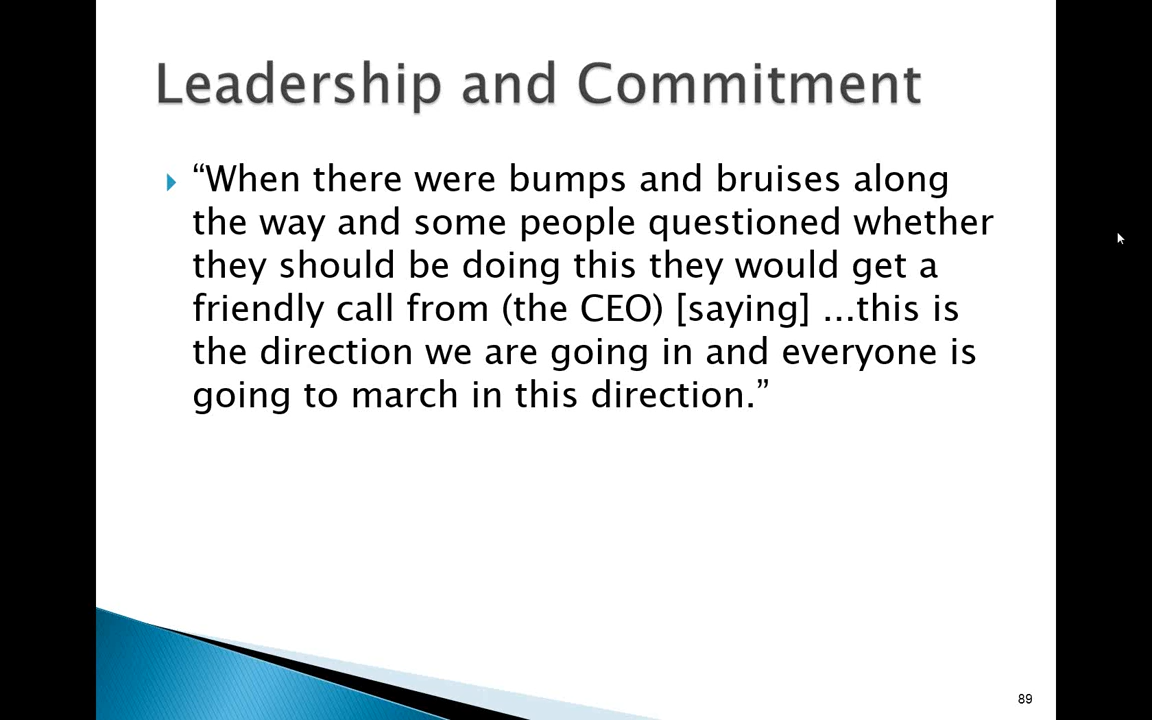 Leadership and Commitment
“When there were bumps and bruises along
the way and some people questioned whether
they should be doing this they would get a
friendly call from (the CEO) [saying] ...this is
the direction we are going in and everyone is
going to march in this direction.”
89